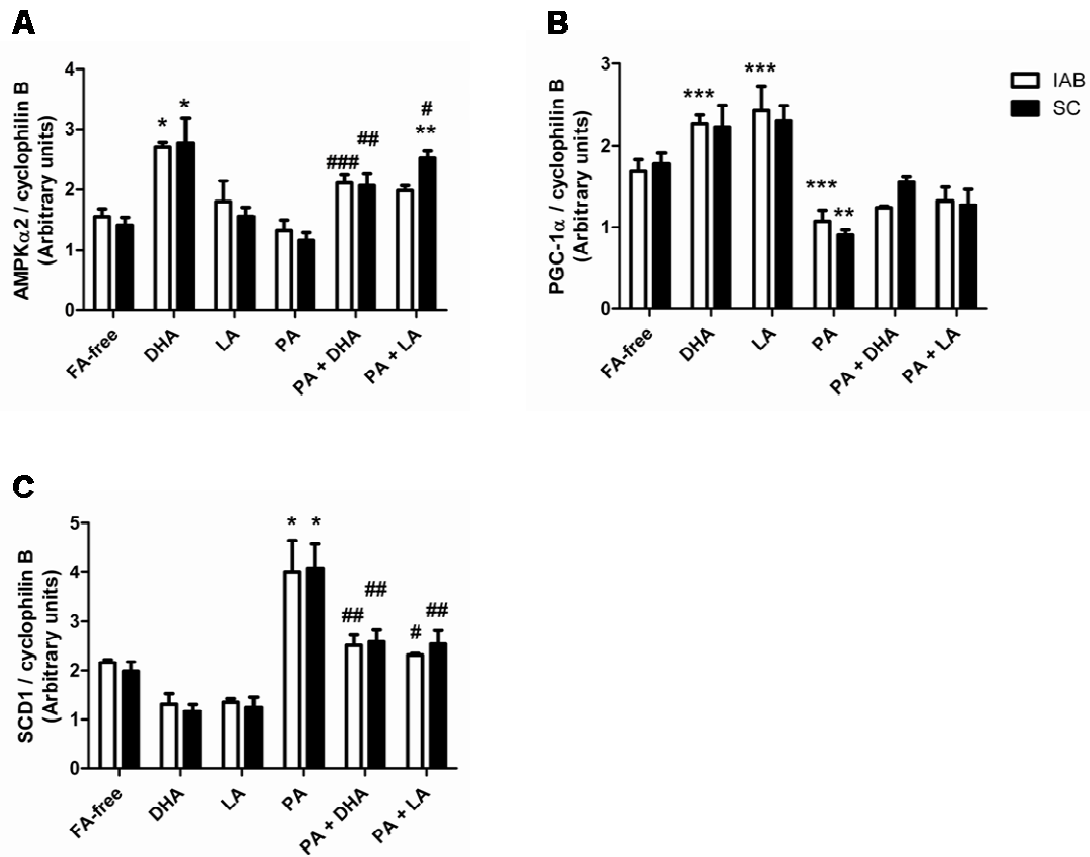 A
AMPKα2 / cyclophilin B
(Arbitrary units)
4
3
2
1
0
*
*
###
##
#
**
FA-free
DHA
LA
PA
PA + DHA
PA + LA
B
PGC-1α / cyclophilin B
(Arbitrary units)
3
2
1
0
***
***
***
**
FA-free
DHA
LA
PA
PA + DHA
PA + LA
IAB
SC
C
SCD1 / cyclophilin B
(Arbitrary units)
5
4
3
2
1
0
*
*
##
##
#
##
FA-free
DHA
LA
PA
PA + DHA
PA + LA